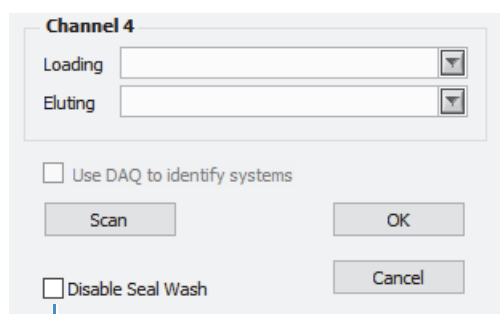 Channel 4
Loading
Eluting
Use DAQ to identify systems
Scan
OK
Disable Seal Wash
Cancel